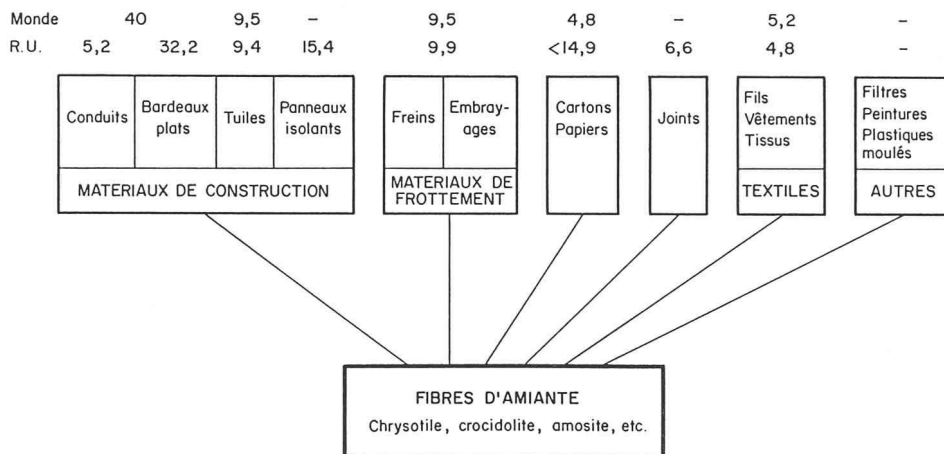 Monde 40 9,5 – 9,5 4,8 – 5,2 –
R.U. 5,2 32,2 9,4 15,4 9,9 <14,9 6,6 4,8 –
Conduits
Bardeaux
plats
Tuiles
Panneaux
isolants
MATERIAUX DE CONSTRUCTION
Freins
Embray-
ages
MATERIAUX DE
FROTTEMENT
Cartons
Papiers
Joints
Fils
Vêtements
Tissus
TEXTILES
Filtres
Peintures
Plastiques
moulés
AUTRES
FIBRES D'AMIANTE
Chrysotile, crocidolite, amosite, etc.